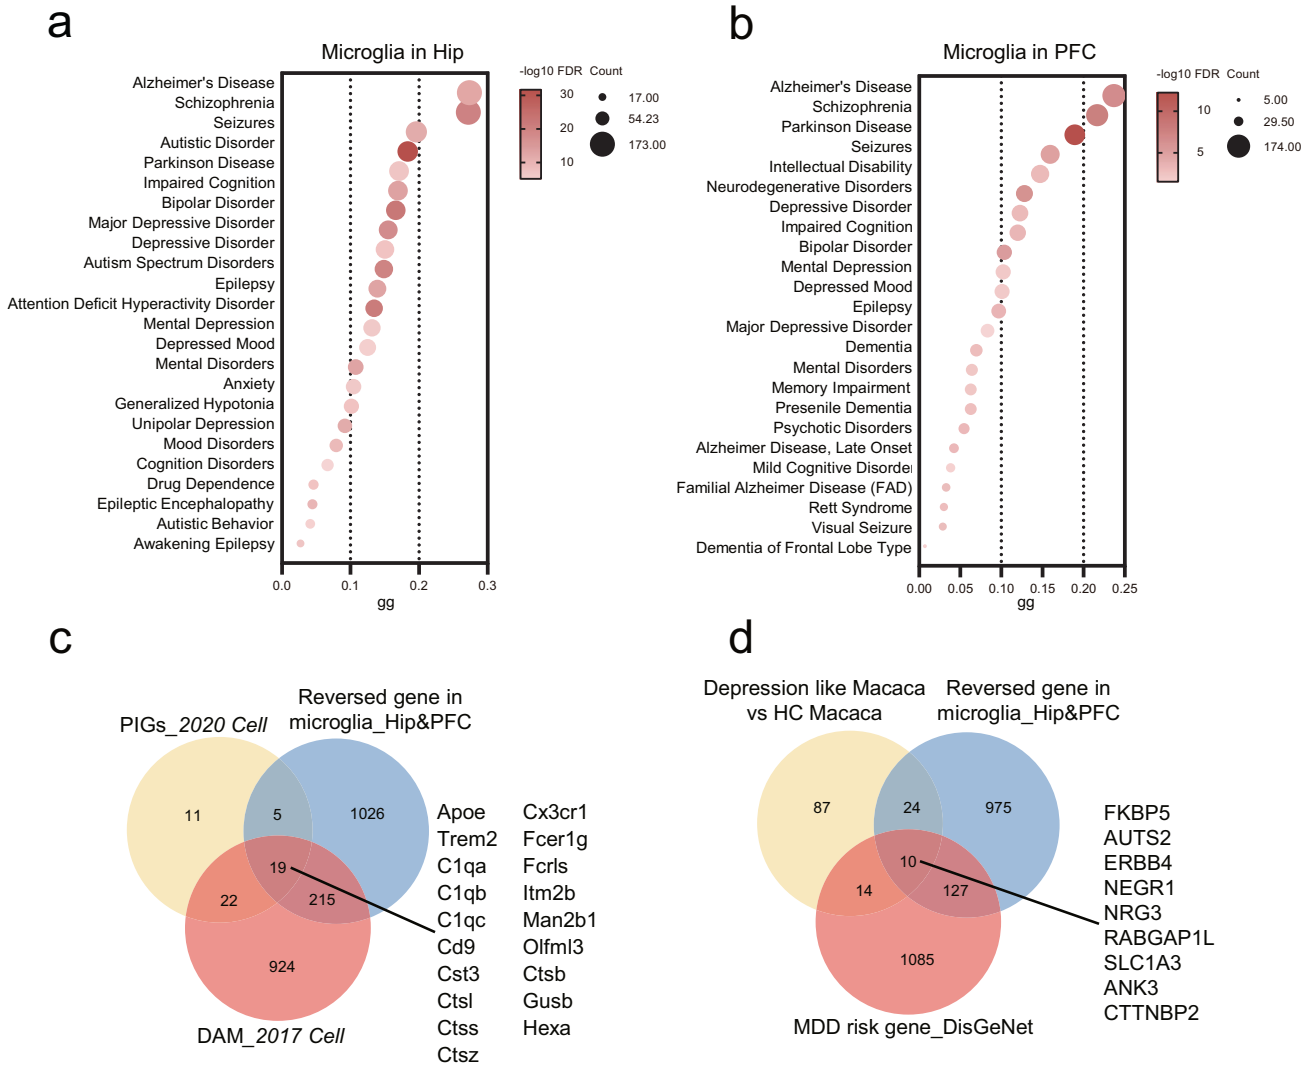 a
Microglia in Hip
-log10 FDR Count
30
20
10
17.00
54.23
173.00
Alzheimer's Disease
Schizophrenia
Seizures
Autistic Disorder
Parkinson Disease
Impaired Cognition
Bipolar Disorder
Major Depressive Disorder
Depressive Disorder
Autism Spectrum Disorders
Epilepsy
Attention Deficit Hyperactivity Disorder
Mental Depression
Depressed Mood
Mental Disorders
Anxiety
Generalized Hypotonia
Unipolar Depression
Mood Disorders
Cognition Disorders
Drug Dependence
Epileptic Encephalopathy
Autistic Behavior
Awakening Epilepsy
0.0 0.1 0.2 0.3
gg
b
Microglia in PFC
-log10 FDR Count
10
5
5.00
29.50
174.00
Alzheimer's Disease
Schizophrenia
Parkinson Disease
Seizures
Intellectual Disability
Neurodegenerative Disorders
Depressive Disorder
Impaired Cognition
Bipolar Disorder
Mental Depression
Depressed Mood
Epilepsy
Major Depressive Disorder
Dementia
Mental Disorders
Memory Impairment
Presenile Dementia
Psychotic Disorders
Alzheimer Disease, Late Onset
Mild Cognitive Disorder
Familial Alzheimer Disease (FAD)
Rett Syndrome
Visual Seizure
Dementia of Frontal Lobe Type
0.00 0.05 0.10 0.15 0.20 0.25
gg
c
PIGs_2020 Cell
Reversed gene in
microglia_Hip&PFC
11
5
1026
19
22
215
924
DAM_2017 Cell
Apoe
Trem2
C1qa
C1qb
C1qc
Cd9
Cst3
Ctsl
Ctss
Ctsz
Cx3cr1
Fcer1g
Fcrls
Itm2b
Man2b1
Olfml3
Ctsb
Gusb
Hexa
d
Depression like Macaca
vs HC Macaca
Reversed gene in
microglia_Hip&PFC
87
24
975
10
14
127
1085
MDD risk gene_DisGeNet
FKBP5
AUTS2
ERBB4
NEGR1
NRG3
RABGAP1L
SLC1A3
ANK3
CTTNBP2